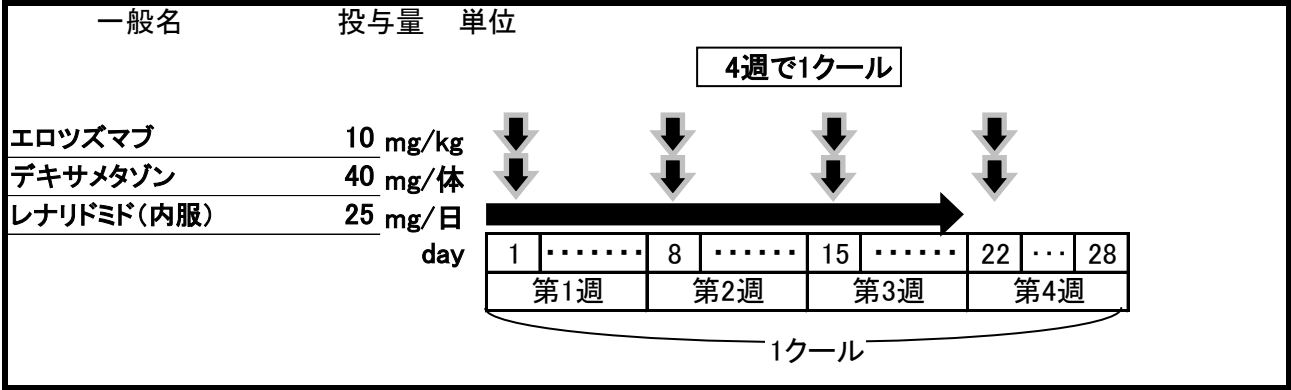 一般名 投与量 単位
4週で1クール
エロツズマブ 10 mg/kg
デキサメタゾン 40 mg/体
レナリドミド(内服) 25 mg/日
day 1 ・・・・・・・ 8 ・・・・・・ 15 ・・・・・・ 22 ・・・ 28
第1週 第2週 第3週 第4週
1クール